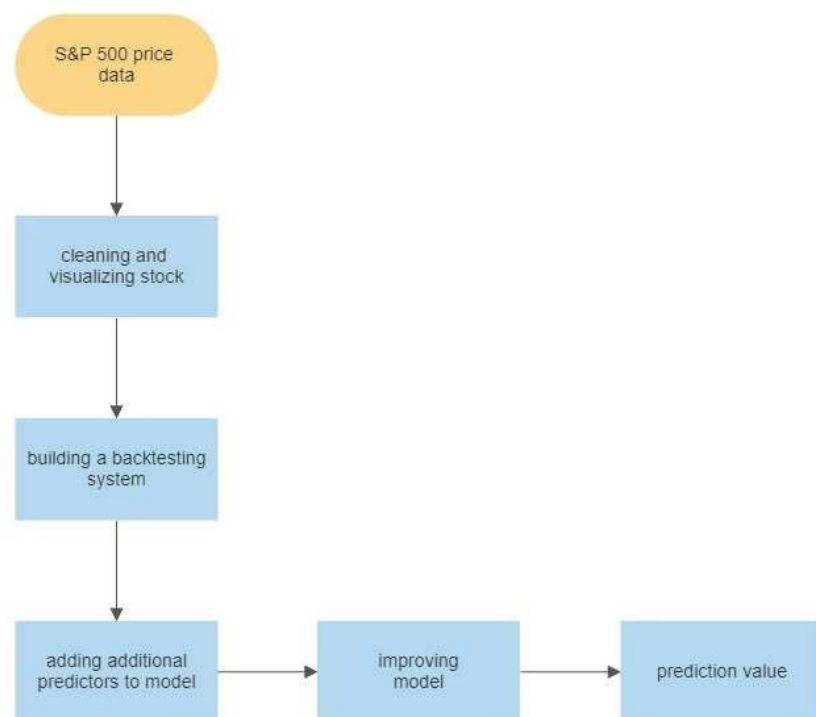 S&P 500 price
data
cleaning and
visualizing stock
building a backtesting
system
adding additional
predictors to model
improving
model
prediction value